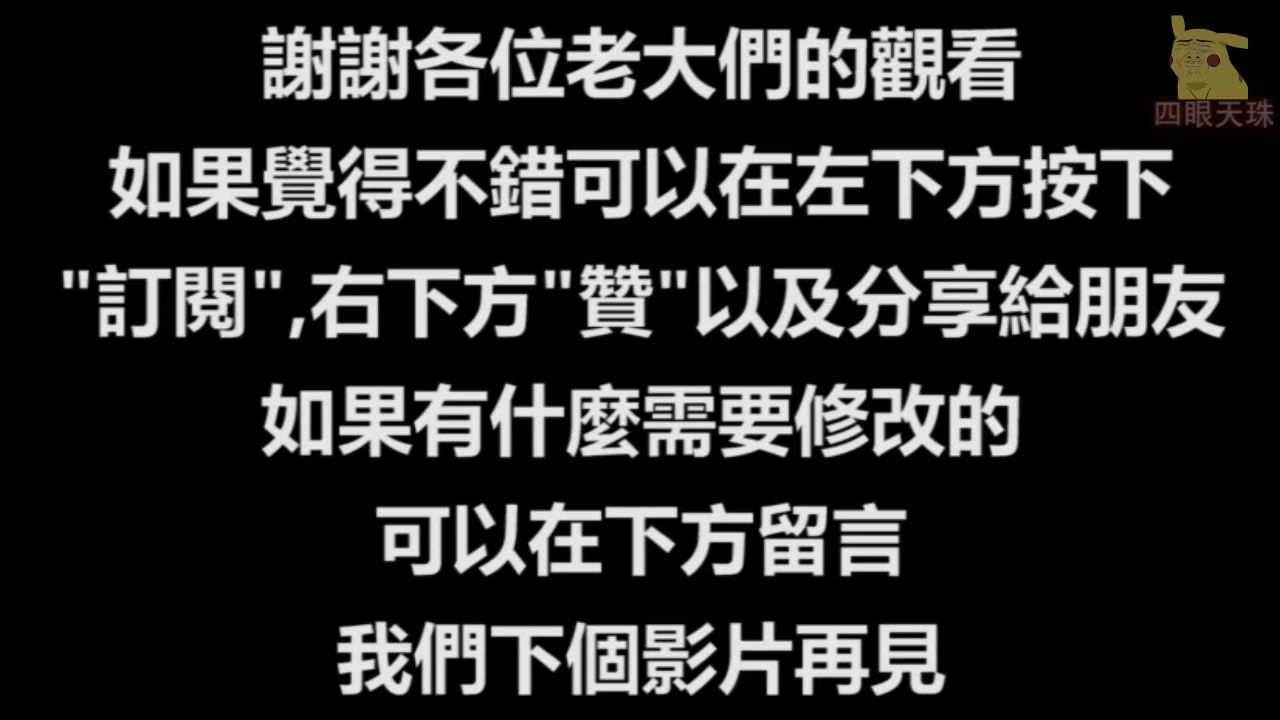 謝謝各位老大們的觀看
四眼天珠
如果覺得不錯可以在左下方按下
"訂閱",右下方"贊"以及分享給朋友
如果有什麼需要修改的
可以在下方留言
我們下個影片再見